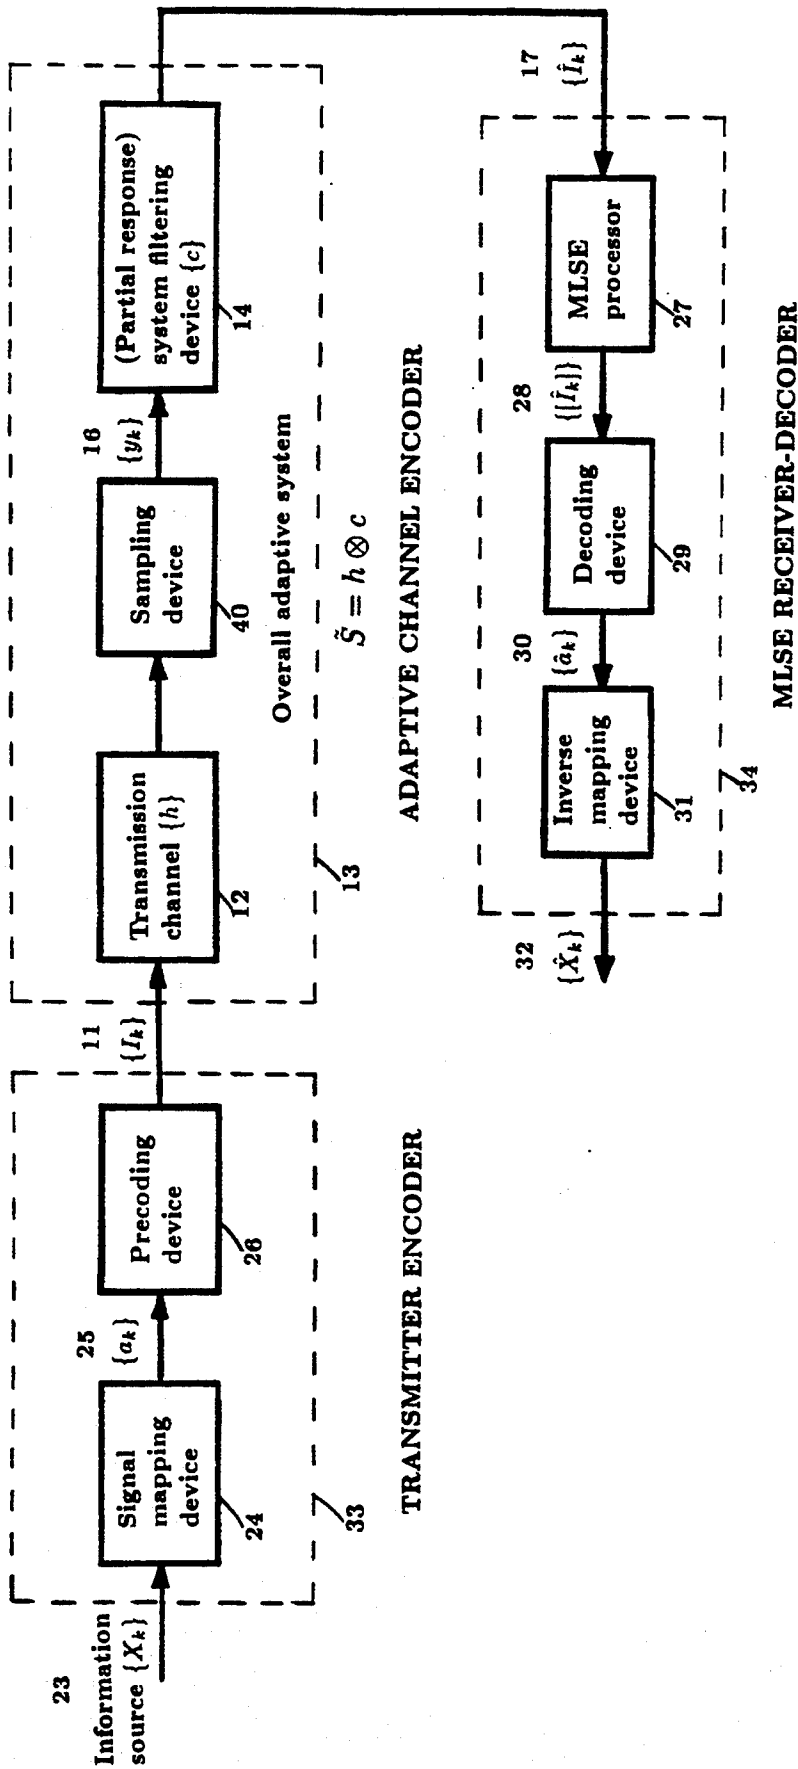 23
Information
source {X_k}
Signal
mapping
device
24
25
{a_k}
Precoding
device
26
33
TRANSMITTER ENCODER
11
{I_k}
Transmission
channel {h}
12
Sampling
device
40
16
{y_k}
(Partial response)
system filtering
device {c}
14
Overall adaptive system
13
S̃ = h ⊗ c
ADAPTIVE CHANNEL ENCODER
17
{Î_k}
MLSE
processor
27
28
{[Î_k]}
Decoding
device
29
30
{â_k}
Inverse
mapping
device
31
32
{X̂_k}
34
MLSE RECEIVER-DECODER